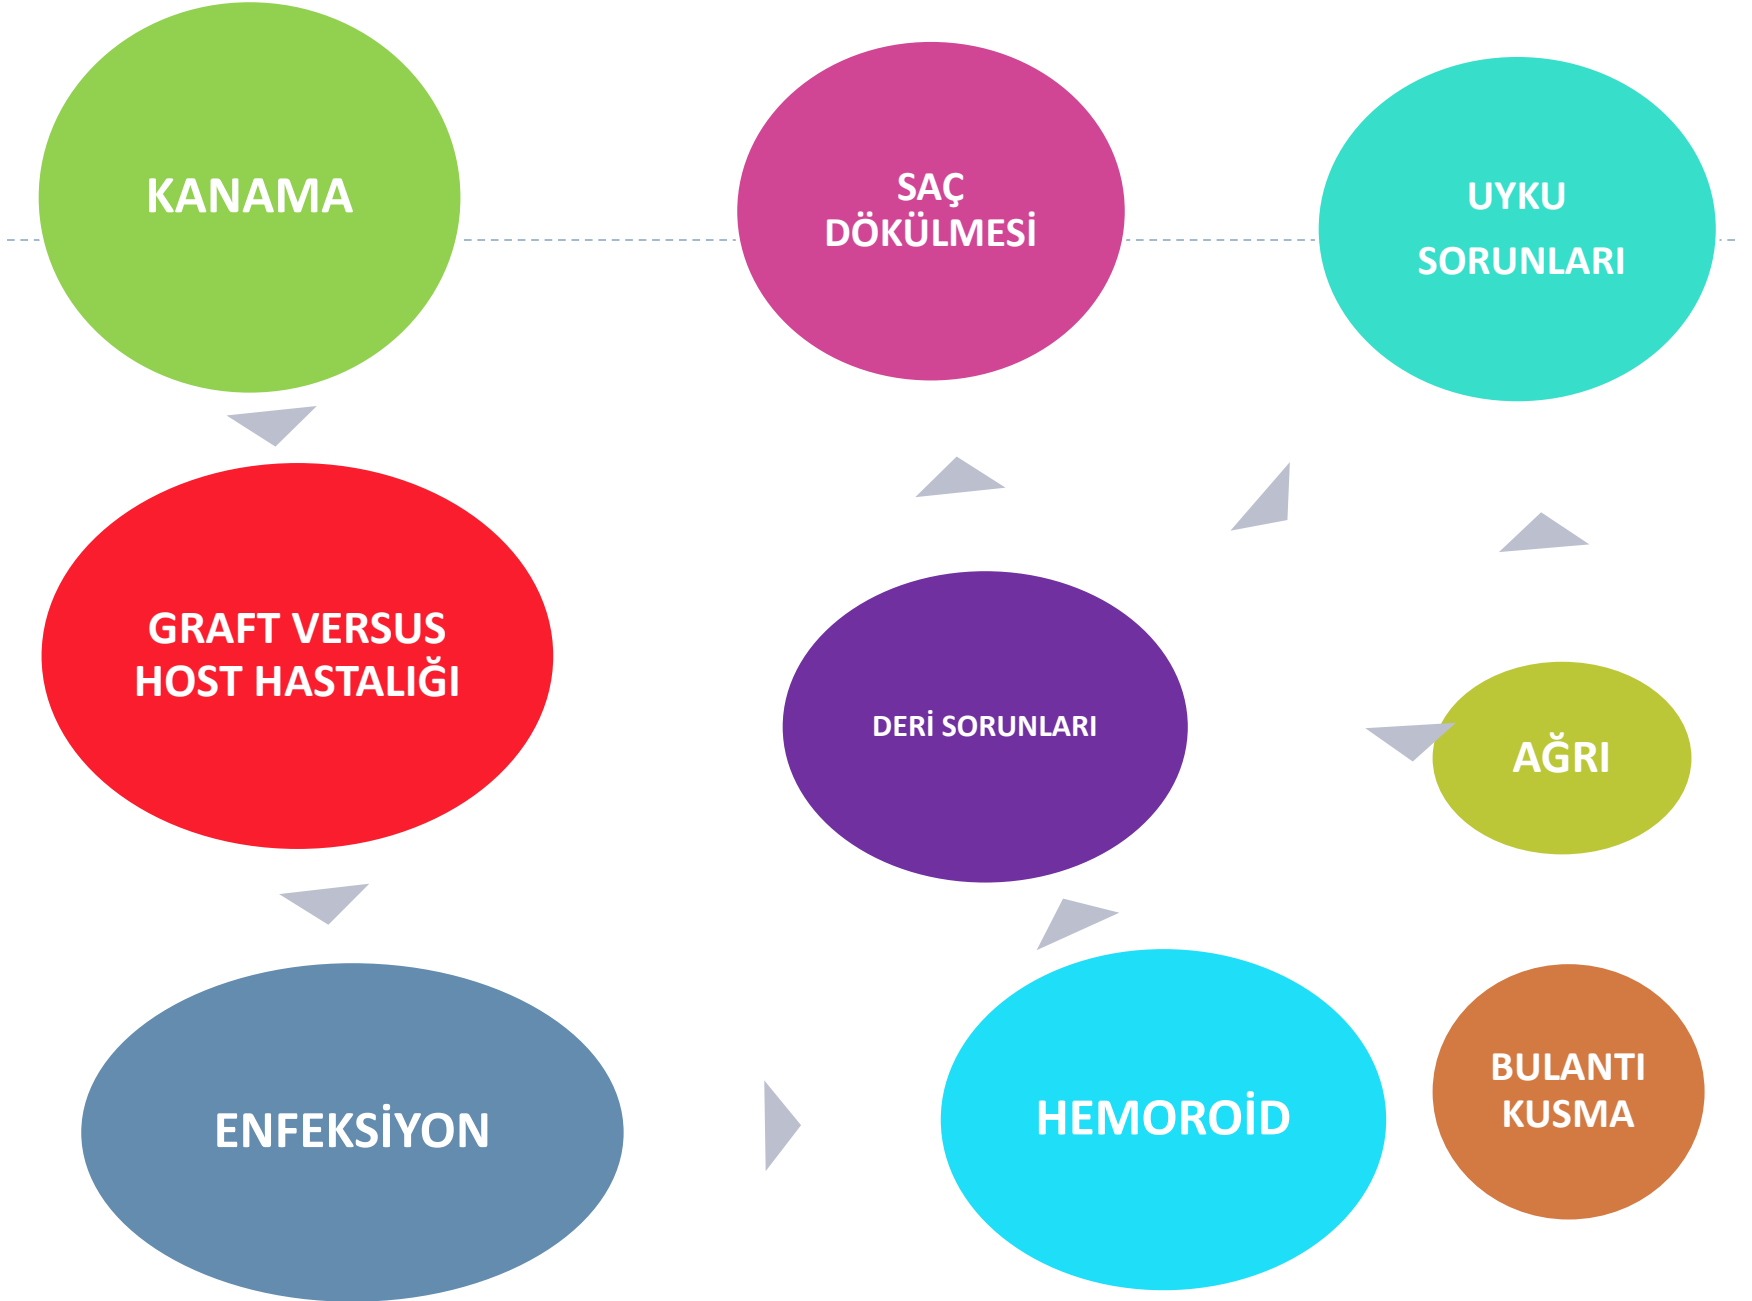 KANAMA
SAÇ
DÖKÜLMESİ
UYKU
SORUNLARI
GRAFT VERSUS
HOST HASTALIĞI
DERİ SORUNLARI
AĞRI
ENFEKSİYON
HEMOROİD
BULANTI
KUSMA